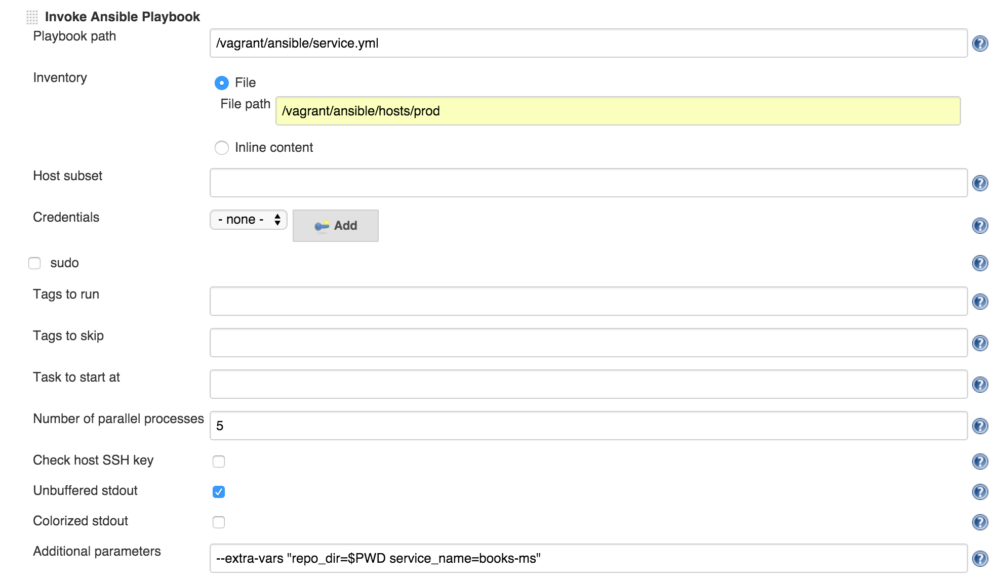 Invoke Ansible Playbook
Playbook path
/vagrant/ansible/service.yml
Inventory
File
File path
/vagrant/ansible/hosts/prod
Inline content
Host subset
Credentials
- none -
Add
sudo
Tags to run
Tags to skip
Task to start at
Number of parallel processes
5
Check host SSH key
Unbuffered stdout
Colorized stdout
Additional parameters
--extra-vars "repo_dir=$PWD service_name=books-ms"